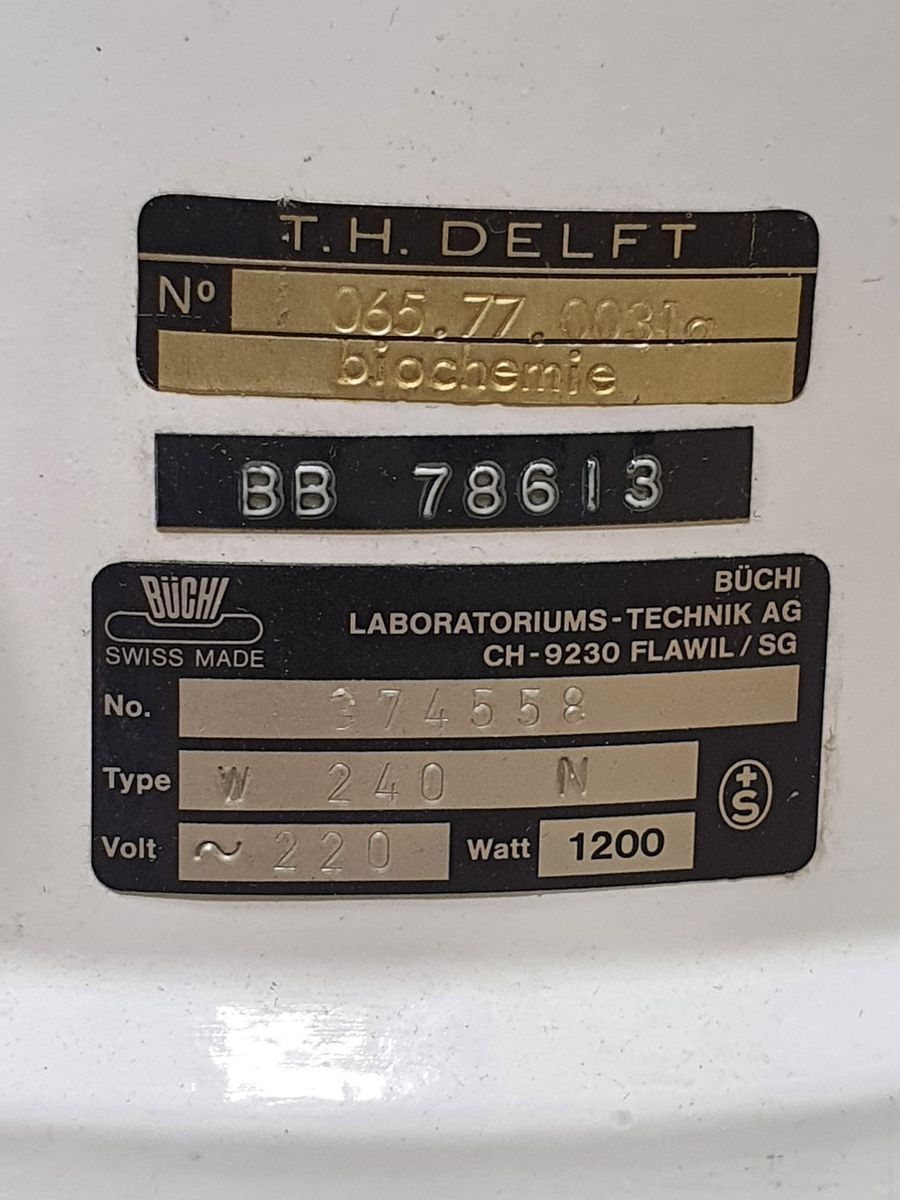 T.H. DELFT
Nº 065.77.0031g
biochemie
BB 78613
BÜCHI
SWISS MADE
BÜCHI
LABORATORIUMS-TECHNIK AG
CH-9230 FLAWIL/SG
No. 374558
Type W 240 N
+S
Volt ~ 220 Watt 1200